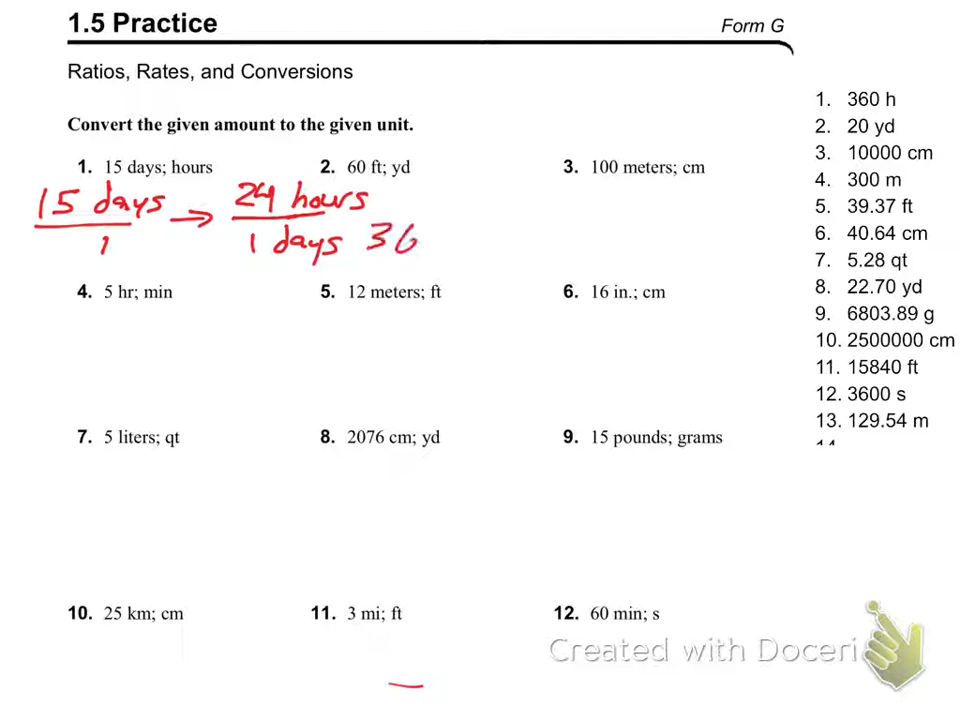 1.5 Practice
Form G
Ratios, Rates, and Conversions
Convert the given amount to the given unit.
1. 15 days; hours
2. 60 ft; yd
3. 100 meters; cm
15 days → 24 hours
1 1 days 36
4. 5 hr; min
5. 12 meters; ft
6. 16 in.; cm
7. 5 liters; qt
8. 2076 cm; yd
9. 15 pounds; grams
10. 25 km; cm
11. 3 mi; ft
12. 60 min; s
1. 360 h
2. 20 yd
3. 10000 cm
4. 300 m
5. 39.37 ft
6. 40.64 cm
7. 5.28 qt
8. 22.70 yd
9. 6803.89 g
10. 2500000 cm
11. 15840 ft
12. 3600 s
13. 129.54 m
Created with Doceri